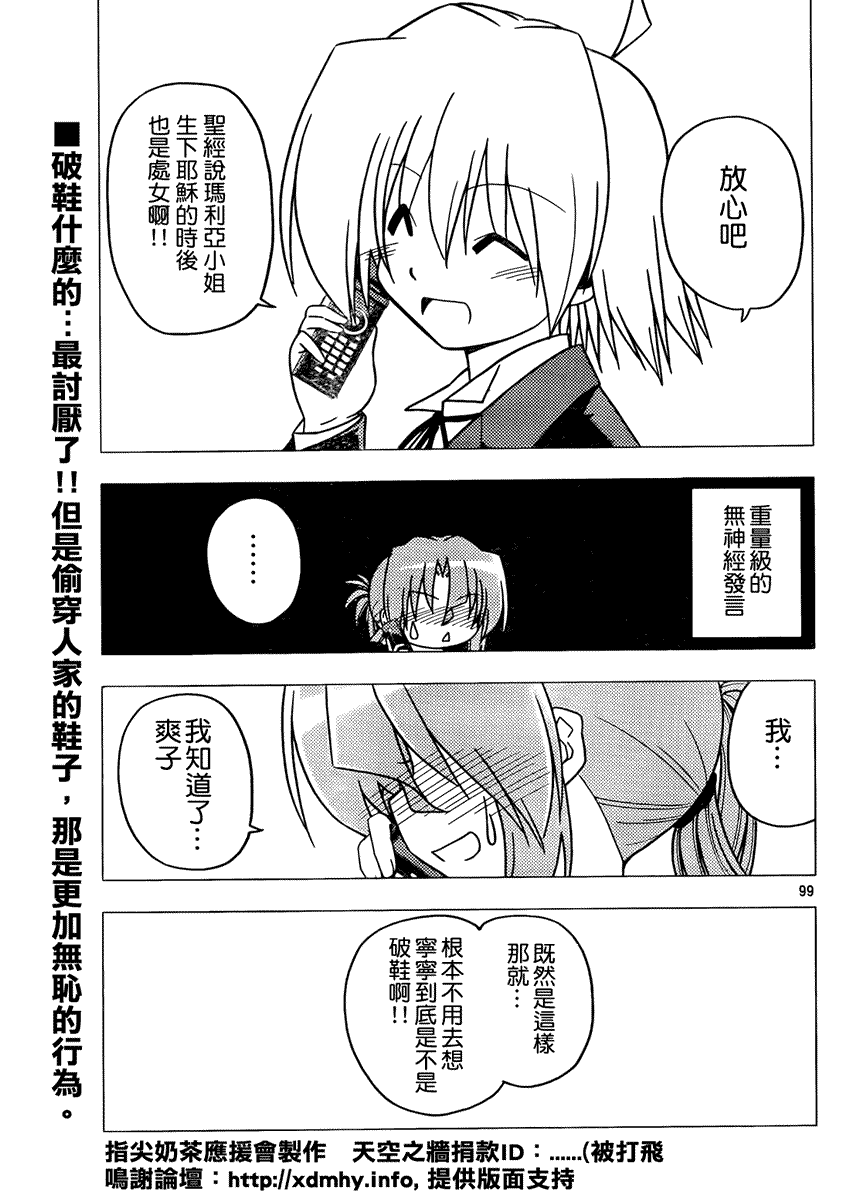 放心吧
聖經說瑪利亞小姐
生下耶穌的時後
也是處女啊!!
重量級的
無神經發言
……
我…
我知道了…
爽子
既然是這樣
那就…
根本不用去想
寧寧到底是不是
破鞋啊!!
99
■破鞋什麼的…最討厭了!!但是偷穿人家的鞋子，那是更加無恥的行為。
指尖奶茶應援會製作　天空之牆捐款ID：......(被打飛
鳴謝論壇：http://xdmhy.info, 提供版面支持